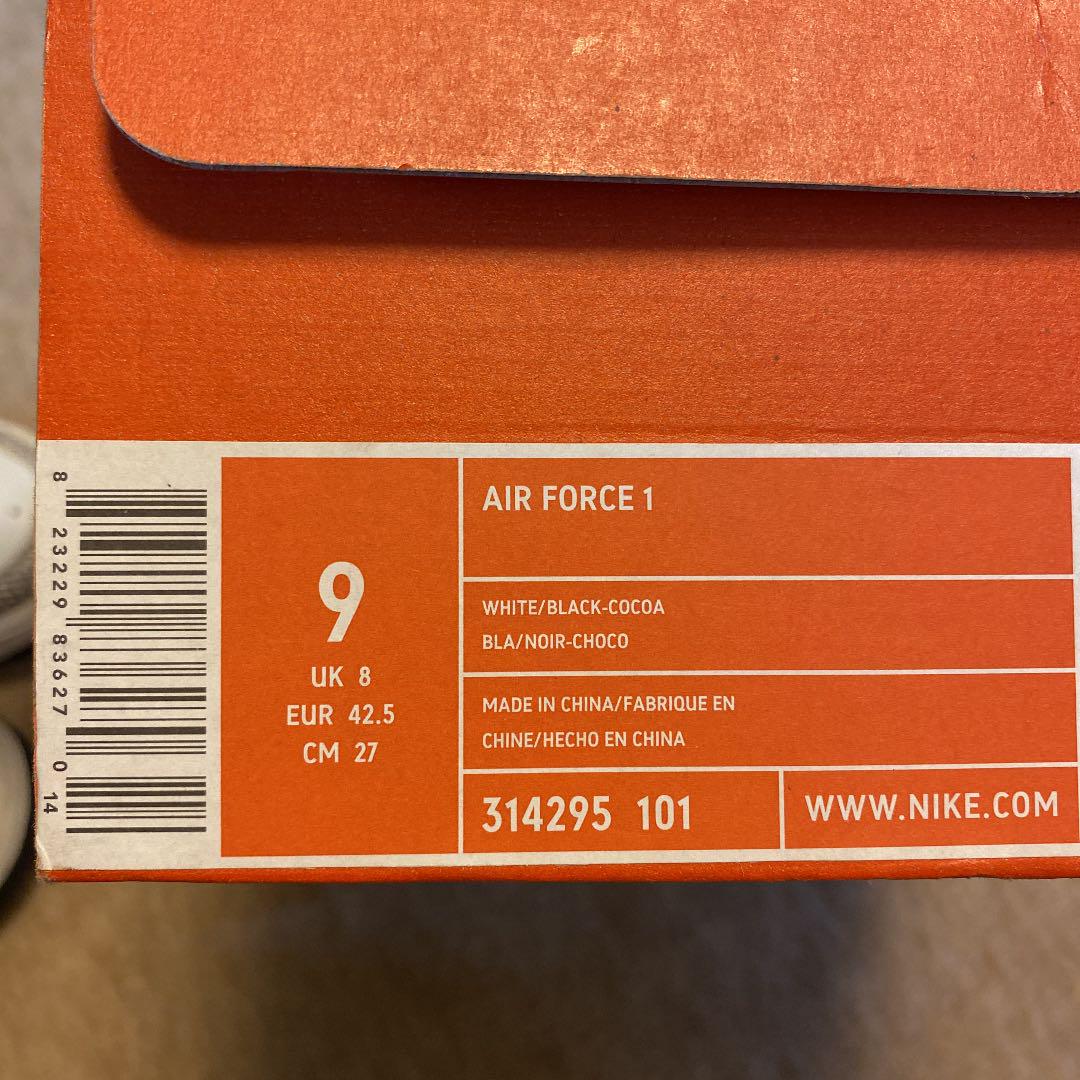 8 23229 83627 0
14
9
UK 8
EUR 42.5
CM 27
AIR FORCE 1
WHITE/BLACK-COCOA
BLA/NOIR-CHOCO
MADE IN CHINA/FABRIQUE EN
CHINE/HECHO EN CHINA
314295 101
WWW.NIKE.COM